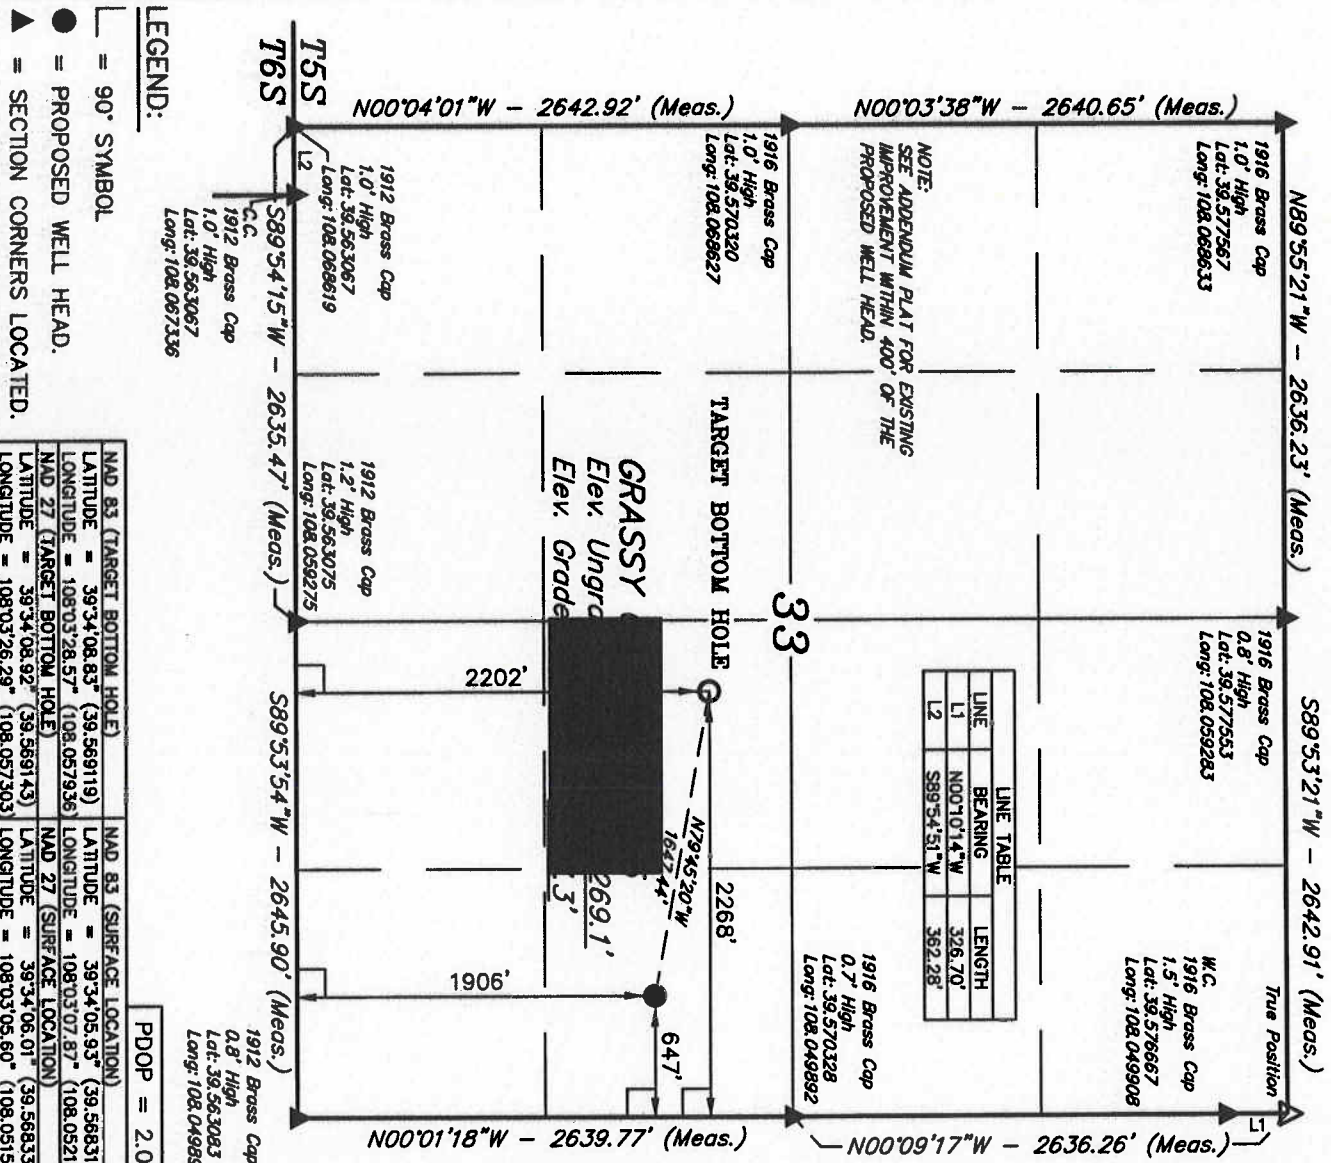 N89°55'21"W - 2636.23' (Meas.)
S89°53'21"W - 2642.91' (Meas.)
True Position
L1
1916 Brass Cap
1.0' High
Lat: 39.577567
Long: 108.068633
1916 Brass Cap
0.8' High
Lat: 39.577553
Long: 108.059283
W.C.
1916 Brass Cap
1.5' High
Lat: 39.576667
Long: 108.049908
N00°03'38"W - 2640.65' (Meas.)
N00°09'17"W - 2636.26' (Meas.)
LINE TABLE
LINE BEARING LENGTH
L1 N00°10'14"W 326.70'
L2 S89°54'51"W 362.28'
NOTE:
SEE ADDENDUM PLAT FOR EXISTING
IMPROVEMENT WITHIN 400' OF THE
PROPOSED WELL HEAD.
33
1916 Brass Cap
1.0' High
Lat: 39.570320
Long: 108.068627
1916 Brass Cap
0.7' High
Lat: 39.570328
Long: 108.049892
TARGET BOTTOM HOLE
2268'
N79°45'20"W
1647.44'
GRASSY
Elev. Ungra
269.1'
Elev. Grade
3'
2202'
1906'
647'
N00°04'01"W - 2642.92' (Meas.)
N00°01'18"W - 2639.77' (Meas.)
1912 Brass Cap
1.0' High
Lat: 39.563067
Long: 108.068619
1912 Brass Cap
1.2' High
Lat: 39.563075
Long: 108.059275
T5S
T6S
L2
S89°54'15"W - 2635.47' (Meas.)
S89°53'54"W - 2645.90' (Meas.)
C.C.
1912 Brass Cap
1.0' High
Lat: 39.563067
Long: 108.067336
1912 Brass Cap
0.8' High
Lat: 39.563083
Long: 108.04989
LEGEND:
= 90° SYMBOL
= PROPOSED WELL HEAD.
= SECTION CORNERS LOCATED.
PDOP = 2.0
NAD 83 (TARGET BOTTOM HOLE)
LATITUDE = 39°34'08.83" (39.569119)
LONGITUDE = 108°03'28.57" (108.057936)
NAD 27 (TARGET BOTTOM HOLE)
LATITUDE = 39°34'08.92" (39.569143)
LONGITUDE = 108°03'26.29" (108.057303)
NAD 83 (SURFACE LOCATION)
LATITUDE = 39°34'05.93" (39.56831
LONGITUDE = 108°03'07.87" (108.0521
NAD 27 (SURFACE LOCATION)
LATITUDE = 39°34'06.01" (39.56833
LONGITUDE = 108°03'05.60" (108.0515